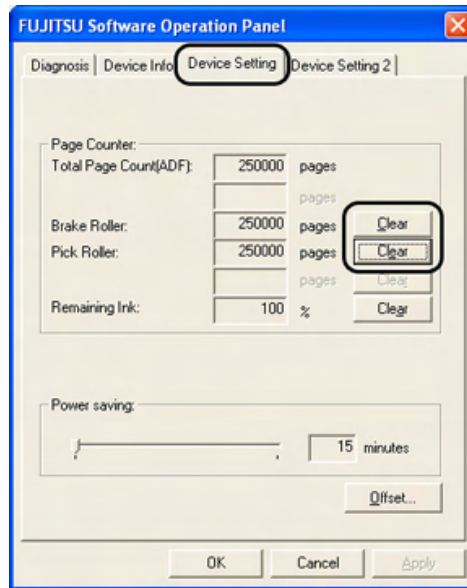 FUJITSU Software Operation Panel
Diagnosis Device Info Device Setting Device Setting 2
Page Counter:
Total Page Count(ADF): 250000 pages
pages
Brake Roller: 250000 pages Clear
Pick Roller: 250000 pages Clear
pages Clear
Remaining Ink: 100 % Clear
Power saving:
15 minutes
Offset...
OK Cancel Apply